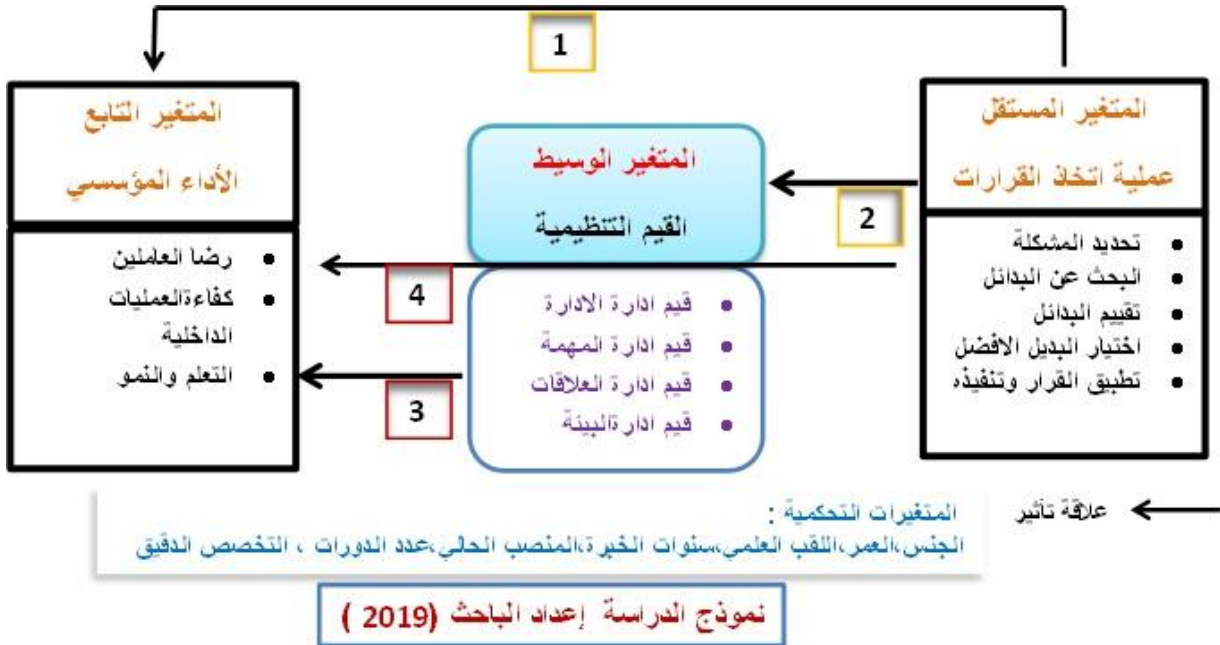 1
المتغير المستقل
عملية اتخاذ القرارات
تحديد المشكلة
البحث عن البدائل
تقييم البدائل
اختيار البديل الافضل
تطبيق القرار وتنفيذه
2
المتغير الوسيط
القيم التنظيمية
قيم ادارة الادارة
قيم ادارة المهمة
قيم ادارة العلاقات
قيم ادارةالبيئة
4
3
المتغير التابع
الأداء المؤسسي
رضا العاملين
كفاءةالعمليات
الداخلية
التعلم والنمو
علاقة تأثير
المتغيرات التحكمية :
الجنس،العمر،اللقب العلمي،سنوات الخبرة،المنصب الحالي،عدد الدورات ، التخصص الدقيق
نموذج الدراسة إعداد الباحث (2019 )